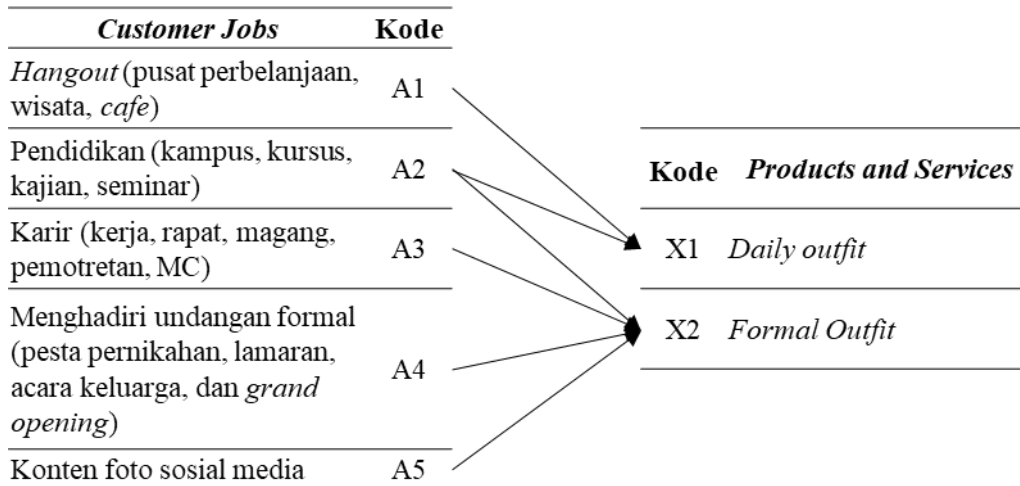 Customer Jobs Kode
Hangout (pusat perbelanjaan,
wisata, cafe)
A1
Pendidikan (kampus, kursus,
kajian, seminar)
A2
Karir (kerja, rapat, magang,
pemotretan, MC)
A3
Menghadiri undangan formal
(pesta pernikahan, lamaran,
acara keluarga, dan grand
opening)
A4
Konten foto sosial media A5
Kode Products and Services
X1 Daily outfit
X2 Formal Outfit